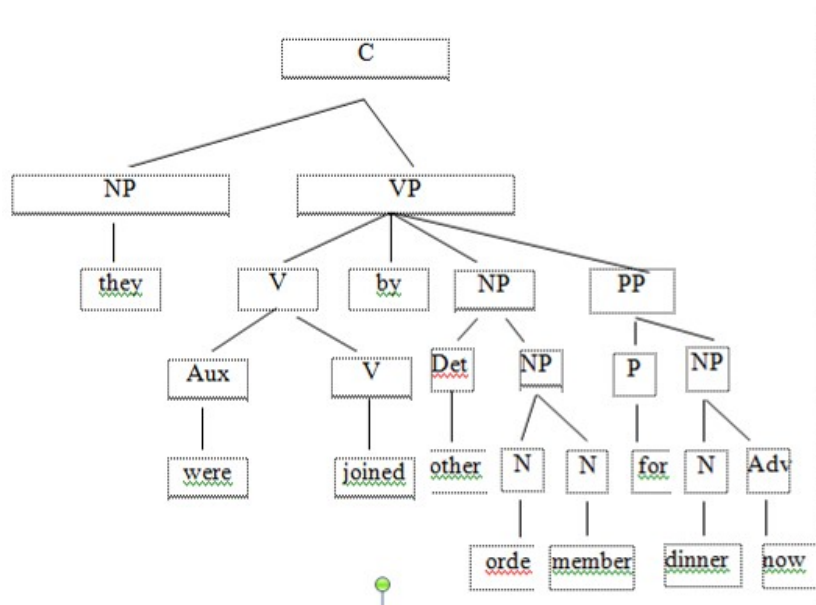 C
NP VP
they V by NP PP
Aux V Det NP P NP
were joined other N N for N Adv
orde member dinner now